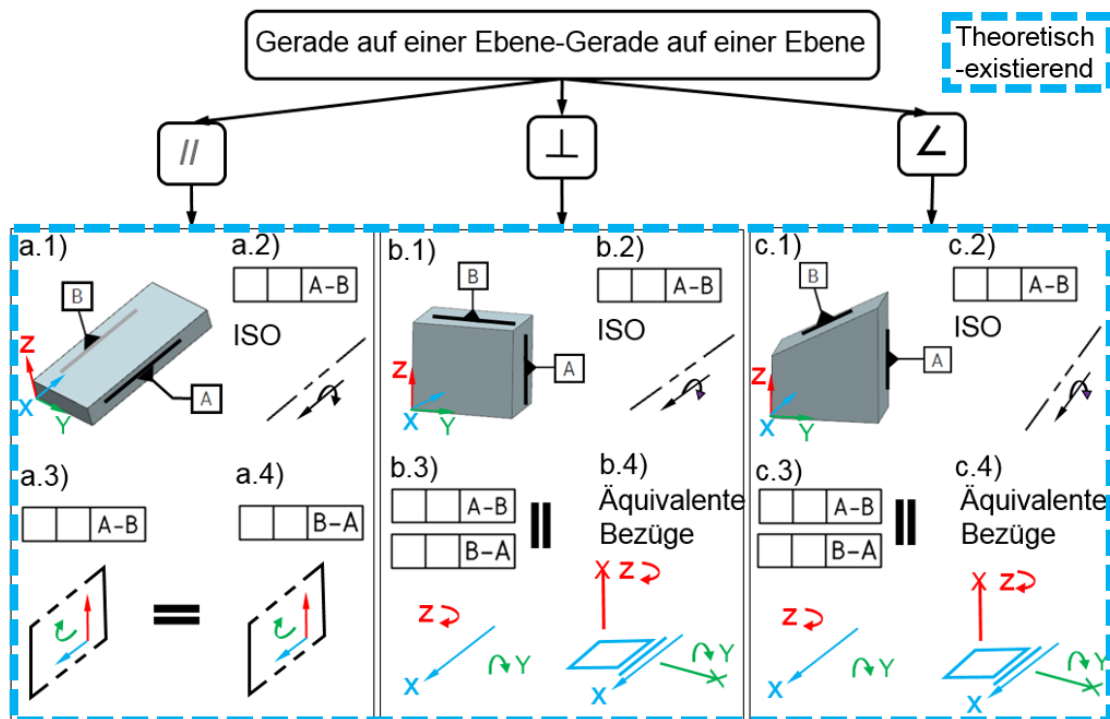 Gerade auf einer Ebene-Gerade auf einer Ebene
Theoretisch
-existierend
//
⊥
∠
a.1)
B
A
Z
X
Y
a.2)
A-B
ISO
a.3)
A-B
=
a.4)
B-A
b.1)
B
A
Z
X
Y
b.2)
A-B
ISO
b.3)
A-B
B-A
Z
X
Y
b.4)
Äquivalente
Bezüge
X Z
Y
X
c.1)
B
A
Z
X
Y
c.2)
A-B
ISO
c.3)
A-B
B-A
Z
X
Y
c.4)
Äquivalente
Bezüge
X Z
Y
X